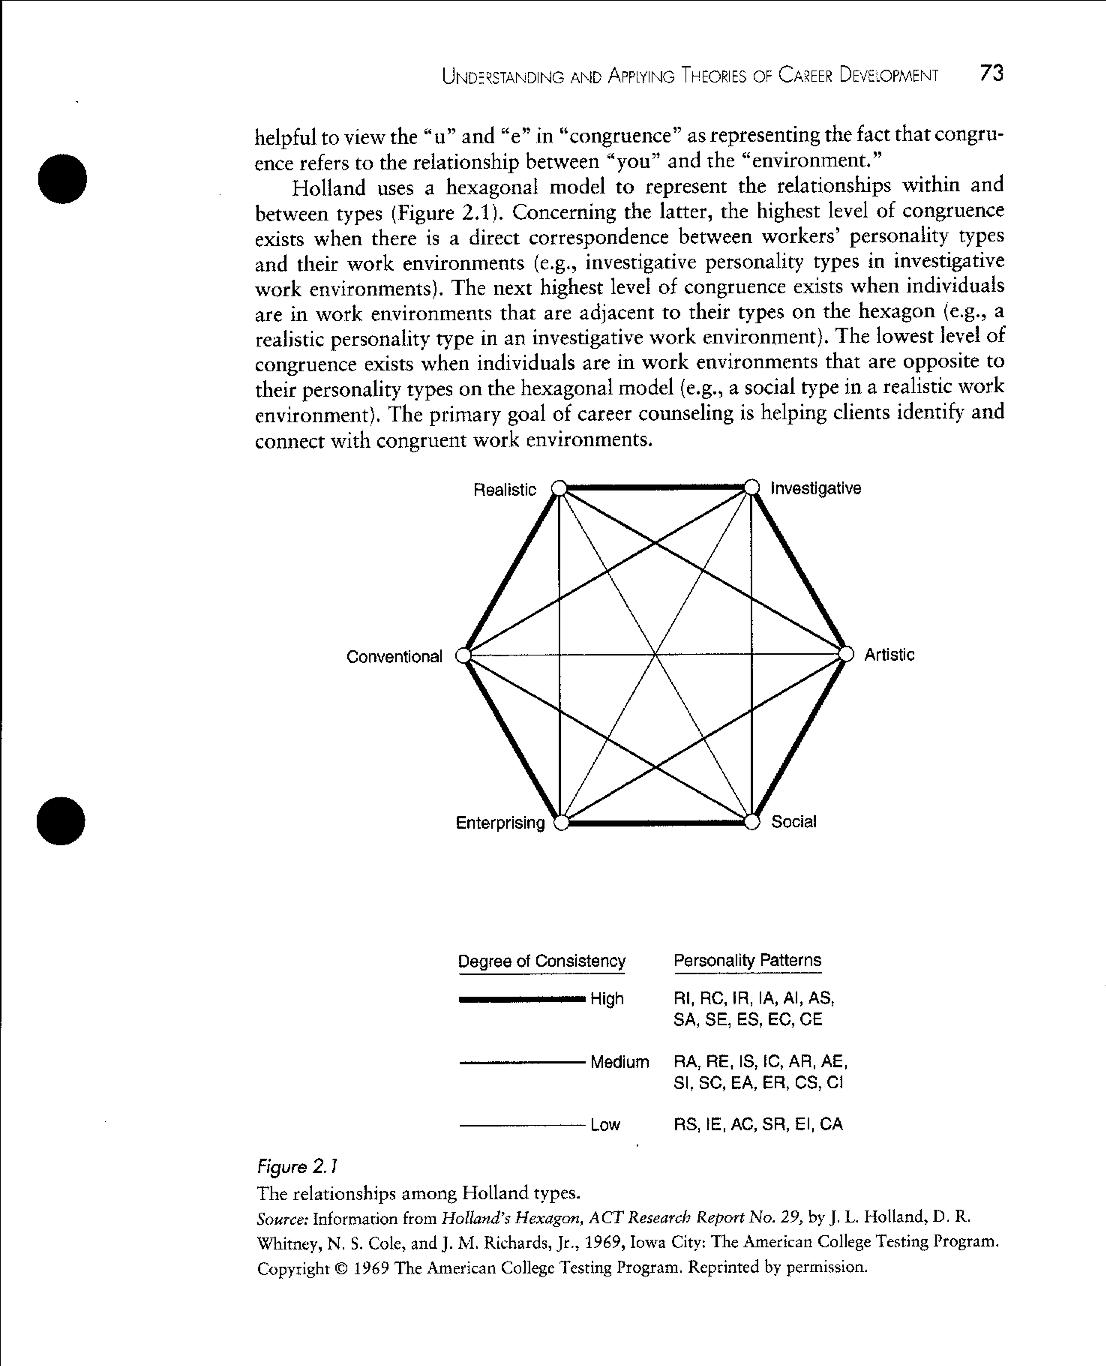 UNDERSTANDING AND APPLYING THEORIES OF CAREER DEVELOPMENT 73
helpful to view the “u” and “e” in “congruence” as representing the fact that congru-
ence refers to the relationship between “you” and the “environment.”
Holland uses a hexagonal model to represent the relationships within and
between types (Figure 2.1). Concerning the latter, the highest level of congruence
exists when there is a direct correspondence between workers’ personality types
and their work environments (e.g., investigative personality types in investigative
work environments). The next highest level of congruence exists when individuals
are in work environments that are adjacent to their types on the hexagon (e.g., a
realistic personality type in an investigative work environment). The lowest level of
congruence exists when individuals are in work environments that are opposite to
their personality types on the hexagonal model (e.g., a social type in a realistic work
environment). The primary goal of career counseling is helping clients identify and
connect with congruent work environments.
Realistic
Investigative
Conventional
Artistic
Enterprising
Social
Degree of Consistency Personality Patterns
High RI, RC, IR, IA, AI, AS,
SA, SE, ES, EC, CE
Medium RA, RE, IS, IC, AR, AE,
SI, SC, EA, ER, CS, CI
Low RS, IE, AC, SR, EI, CA
Figure 2.1
The relationships among Holland types.
Source: Information from Holland’s Hexagon, ACT Research Report No. 29, by J. L. Holland, D. R.
Whitney, N. S. Cole, and J. M. Richards, Jr., 1969, Iowa City: The American College Testing Program.
Copyright © 1969 The American College Testing Program. Reprinted by permission.